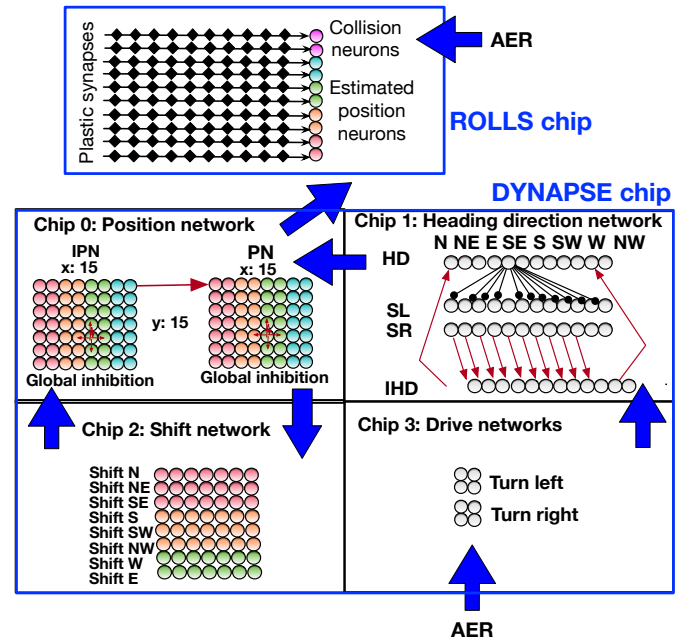 Plastic synapses
Collision
neurons
Estimated
position
neurons
AER
ROLLS chip
DYNAPSE chip
Chip 0: Position network
IPN
x: 15
PN
x: 15
y: 15
Global inhibition
Global inhibition
Chip 1: Heading direction network
N NE E SE S SW W NW
HD
SL
SR
IHD
Chip 2: Shift network
Shift N
Shift NE
Shift SE
Shift S
Shift SW
Shift NW
Shift W
Shift E
Chip 3: Drive networks
Turn left
Turn right
AER